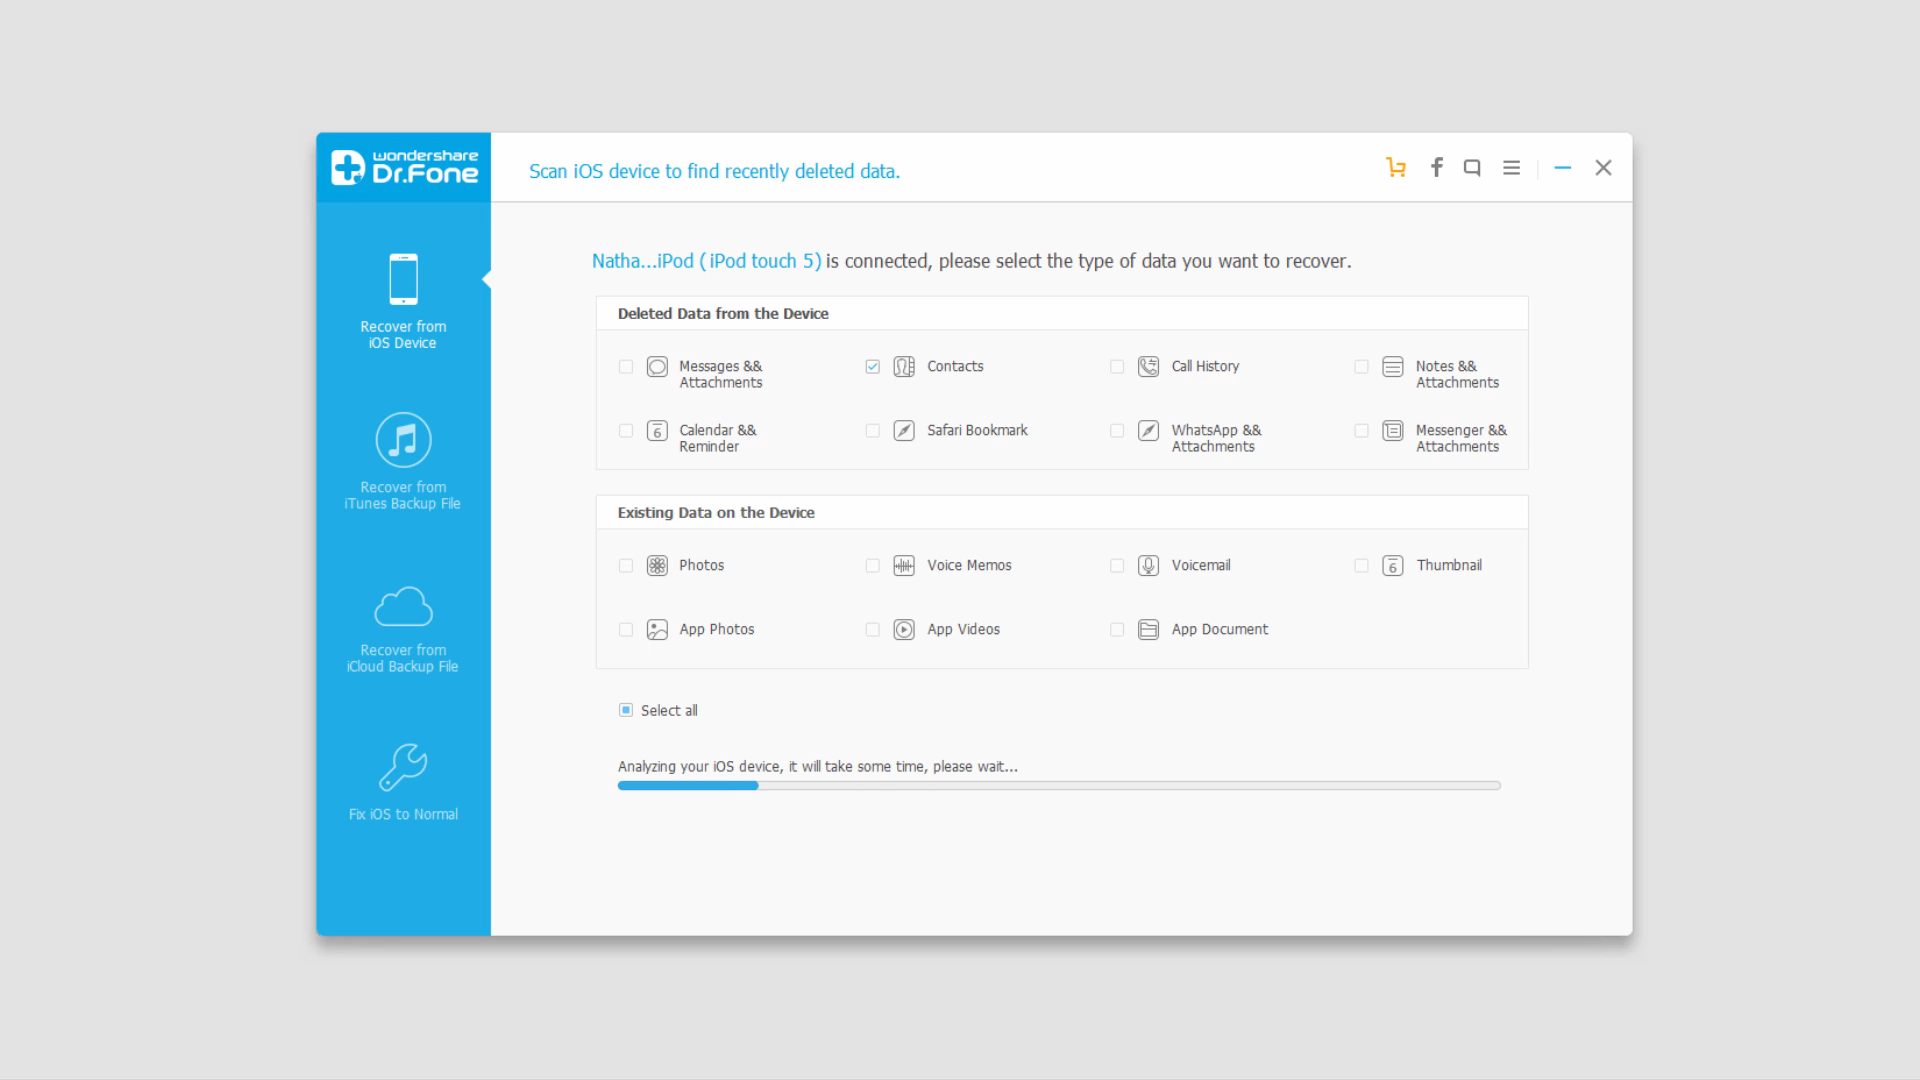 wondershare
Dr.Fone
Scan iOS device to find recently deleted data.
Recover from
iOS Device
Recover from
iTunes Backup File
Recover from
iCloud Backup File
Fix iOS to Normal
Natha...iPod ( iPod touch 5) is connected, please select the type of data you want to recover.
Deleted Data from the Device
Messages &&
Attachments
Contacts
Call History
Notes &&
Attachments
6
Calendar &&
Reminder
Safari Bookmark
WhatsApp &&
Attachments
Messenger &&
Attachments
Existing Data on the Device
Photos
Voice Memos
Voicemail
6
Thumbnail
App Photos
App Videos
App Document
Select all
Analyzing your iOS device, it will take some time, please wait...